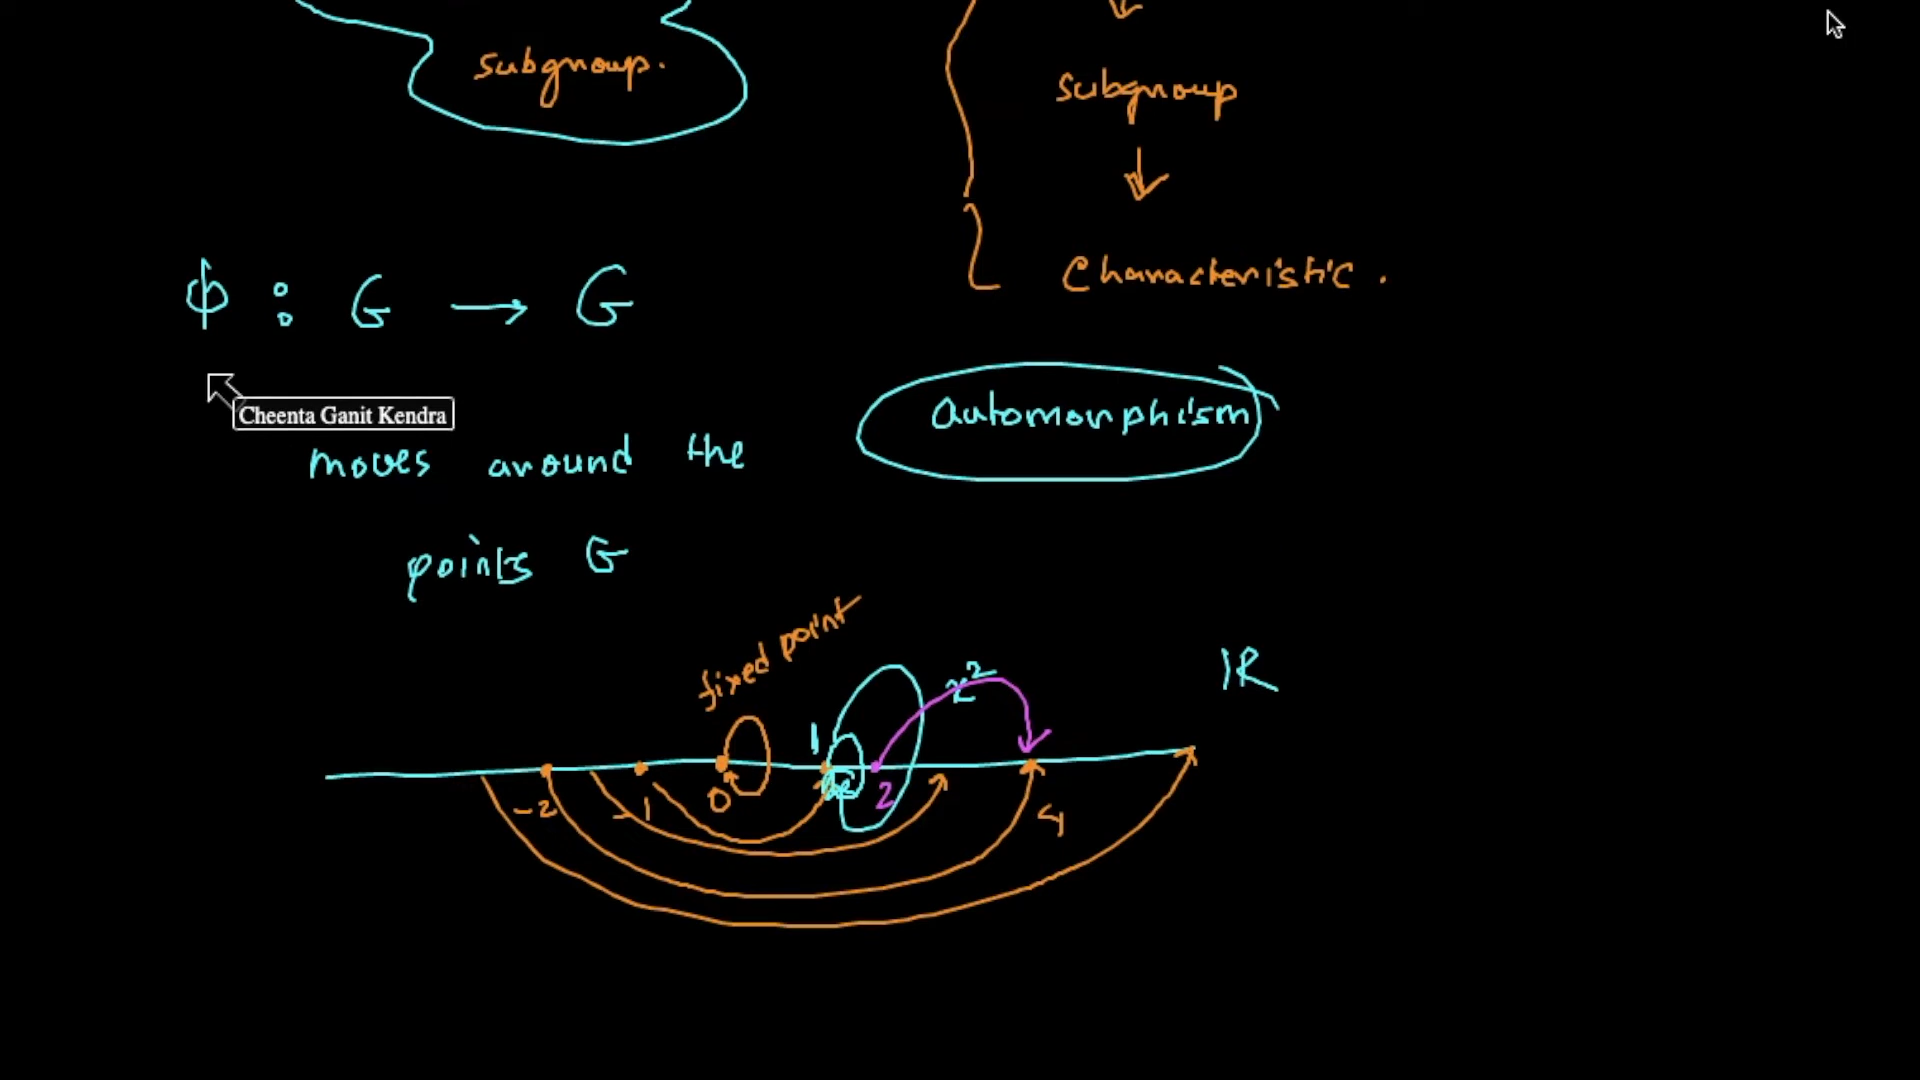 subgroup.
subgroup
characteristic.
ϕ : G → G
Cheenta Ganit Kendra
automorphism
moves around the
points G
fixed point
x²
IR
1
-2 -1 0 2 4